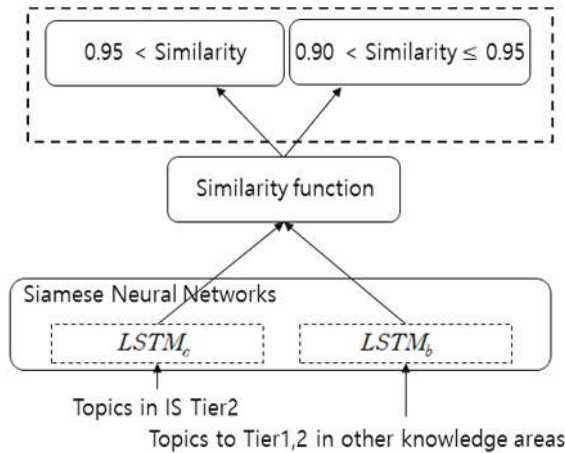 0.95 < Similarity
0.90 < Similarity ≤ 0.95
Similarity function
Siamese Neural Networks
LSTMₐ
LSTM_b
Topics in IS Tier2
Topics to Tier1,2 in other knowledge areas